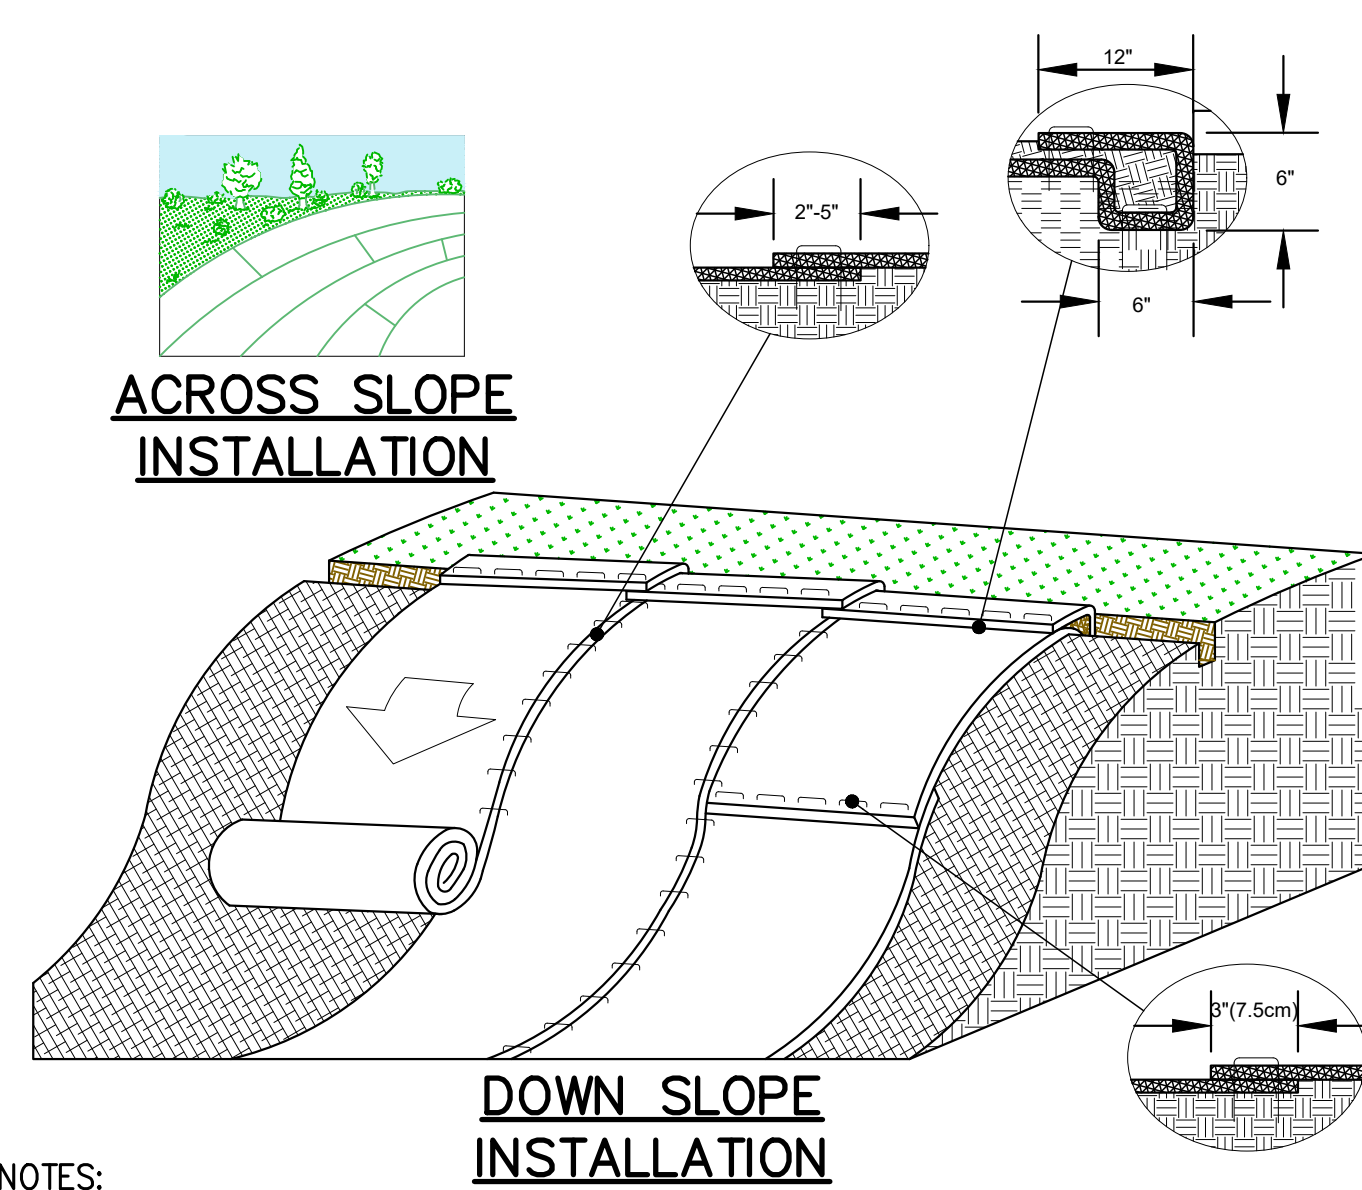 12"
2"-5"
6"
6"
ACROSS SLOPE
INSTALLATION
3"(7.5cm)
DOWN SLOPE
INSTALLATION
NOTES: